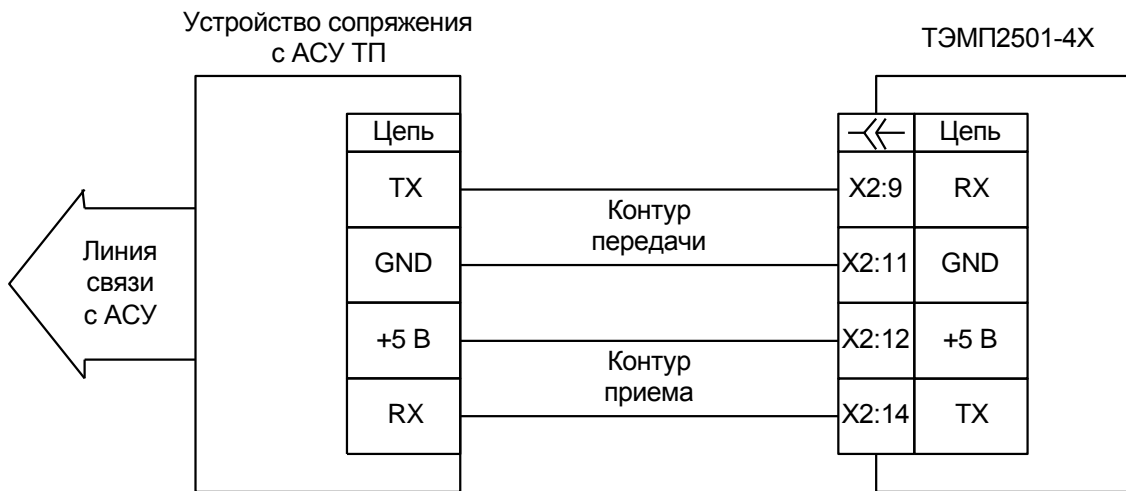 Устройство сопряжения
с АСУ ТП
ТЭМП2501-4Х
Цепь
Цепь
TX
X2:9
RX
Контур
передачи
GND
X2:11
GND
Линия
связи
с АСУ
+5 В
X2:12
+5 В
Контур
приема
RX
X2:14
TX